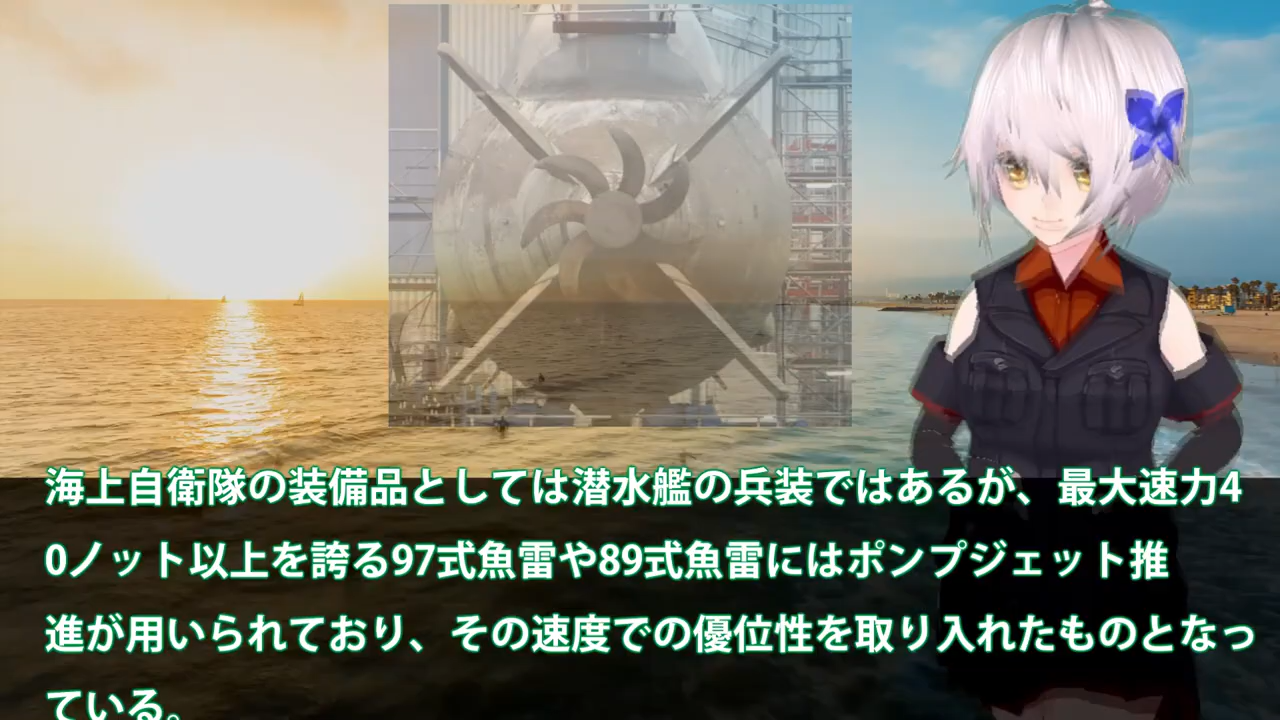 海上自衛隊の装備品としては潜水艦の兵装ではあるが、最大速力4
0ノット以上を誇る97式魚雷や89式魚雷にはポンプジェット推
進が用いられており、その速度での優位性を取り入れたものとなっ
ている。